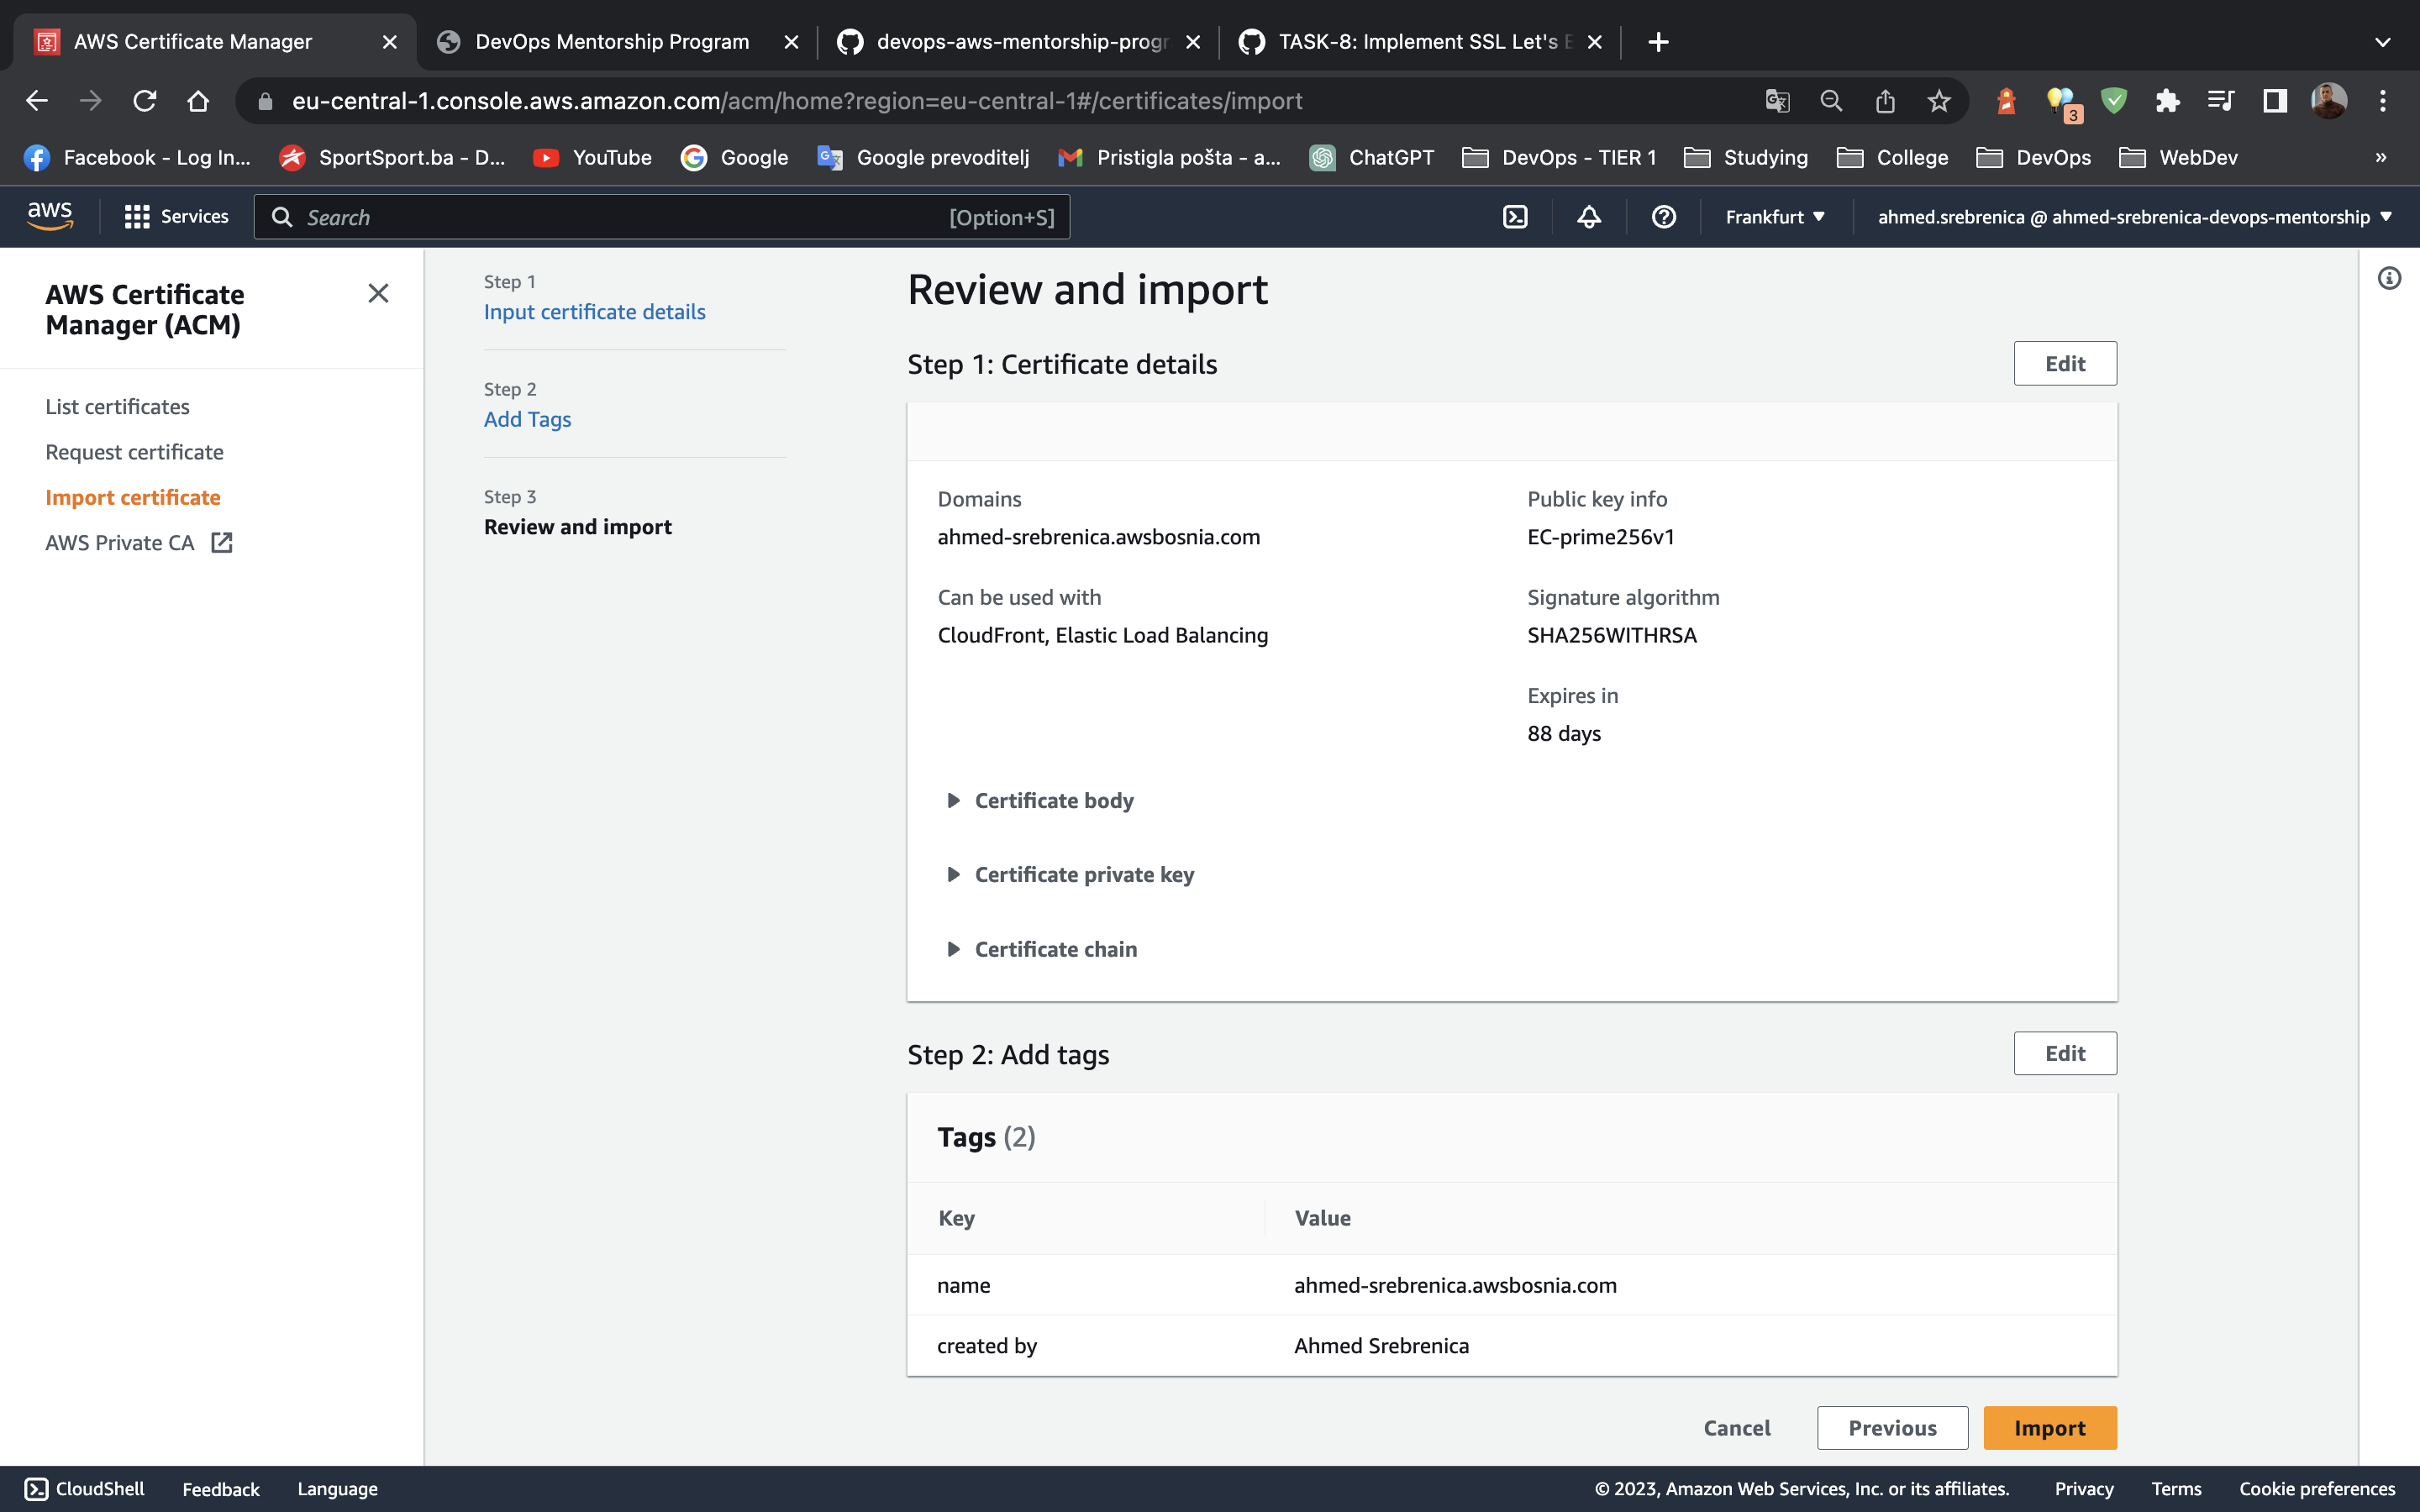 AWS Certificate Manager
DevOps Mentorship Program
devops-aws-mentorship-progr
TASK-8: Implement SSL Let's E
eu-central-1.console.aws.amazon.com/acm/home?region=eu-central-1#/certificates/import
3
Facebook - Log In...
SportSport.ba - D...
YouTube
Google
Google prevoditelj
Pristigla pošta - a...
ChatGPT
DevOps - TIER 1
Studying
College
DevOps
WebDev
»
aws
Services
Search
[Option+S]
Frankfurt
ahmed.srebrenica @ ahmed-srebrenica-devops-mentorship
AWS Certificate
Manager (ACM)
List certificates
Request certificate
Import certificate
AWS Private CA
Step 1
Input certificate details
Step 2
Add Tags
Step 3
Review and import
Review and import
Step 1: Certificate details
Edit
Domains
ahmed-srebrenica.awsbosnia.com
Can be used with
CloudFront, Elastic Load Balancing
Public key info
EC-prime256v1
Signature algorithm
SHA256WITHRSA
Expires in
88 days
Certificate body
Certificate private key
Certificate chain
Step 2: Add tags
Edit
Tags (2)
Key
Value
name
ahmed-srebrenica.awsbosnia.com
created by
Ahmed Srebrenica
Cancel
Previous
Import
CloudShell
Feedback
Language
© 2023, Amazon Web Services, Inc. or its affiliates.
Privacy
Terms
Cookie preferences